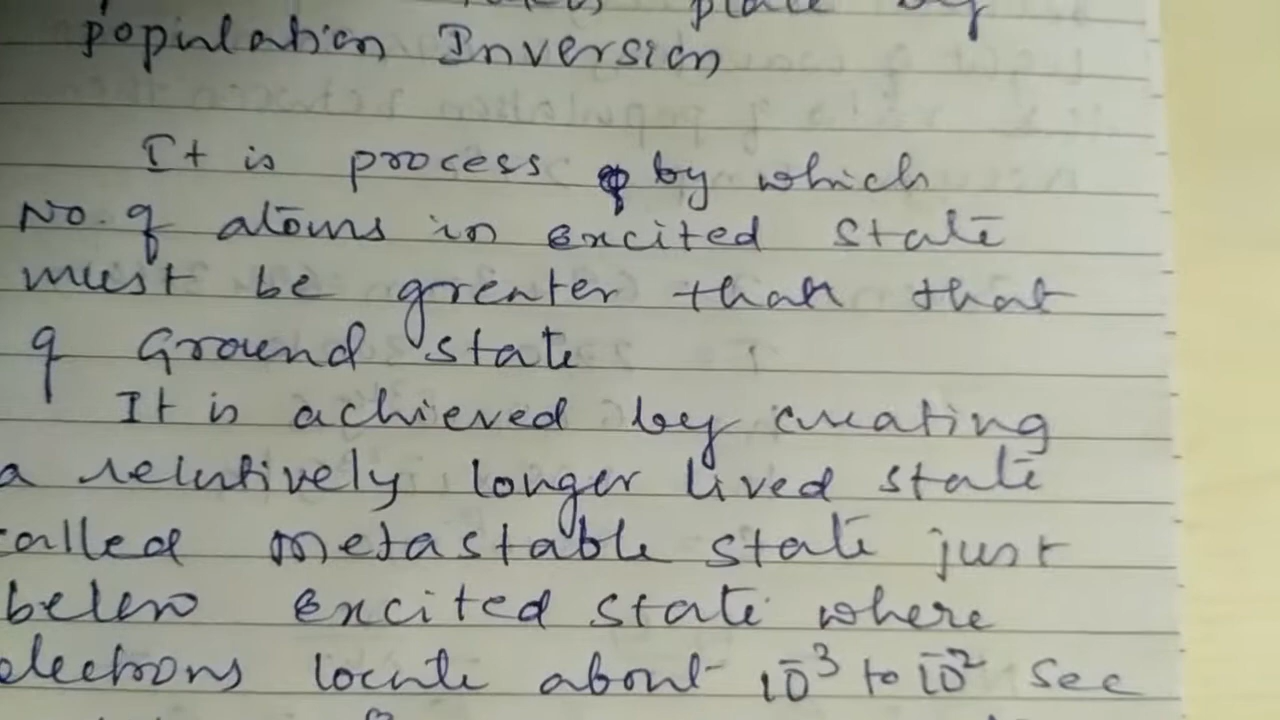 place by
population Inversion
It is process by which
No. of atoms in excited state
must be greater than that
of Ground state
It is achieved by creating
a relatively longer lived state
called metastable state just
below excited state where
electrons locate about 10⁻³ to 10⁻² sec